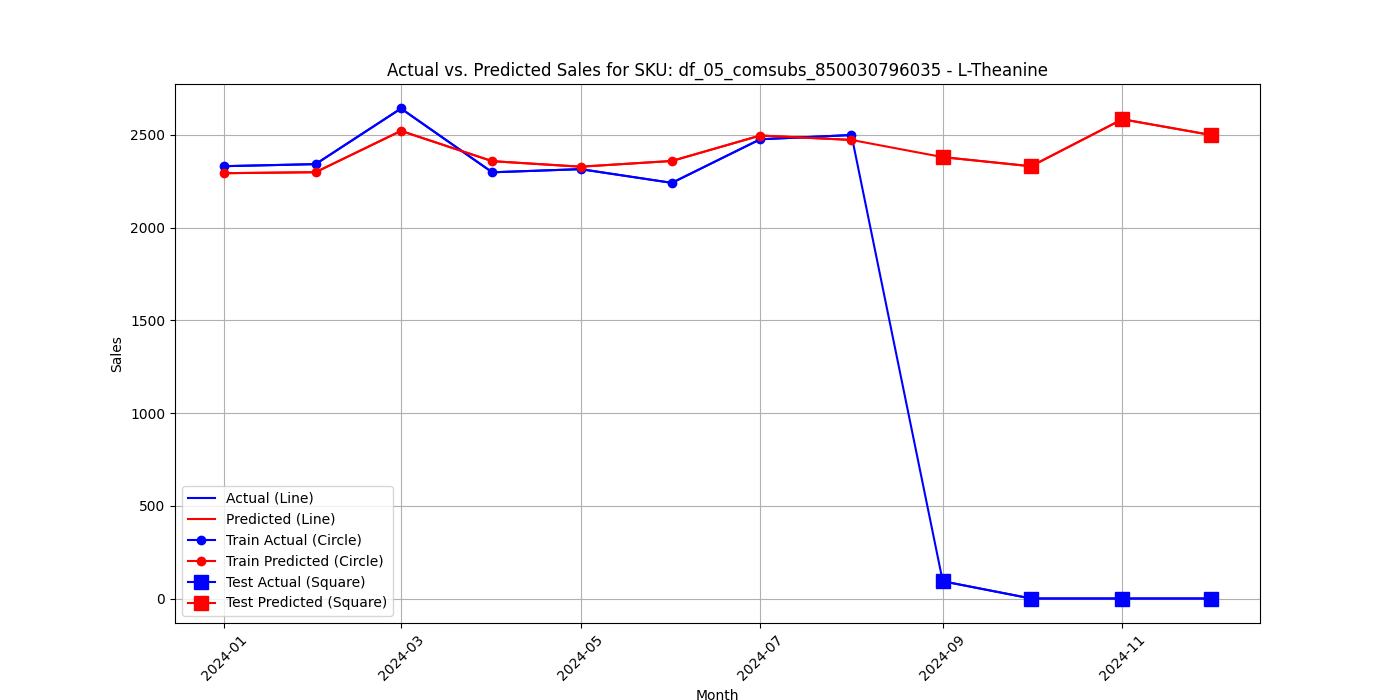 Actual vs. Predicted Sales for SKU: df_05_comsubs_850030796035 - L-Theanine
Sales
2500
2000
1500
1000
500
0
Actual (Line)
Predicted (Line)
Train Actual (Circle)
Train Predicted (Circle)
Test Actual (Square)
Test Predicted (Square)
2024-01
2024-03
2024-05
2024-07
2024-09
2024-11
Month